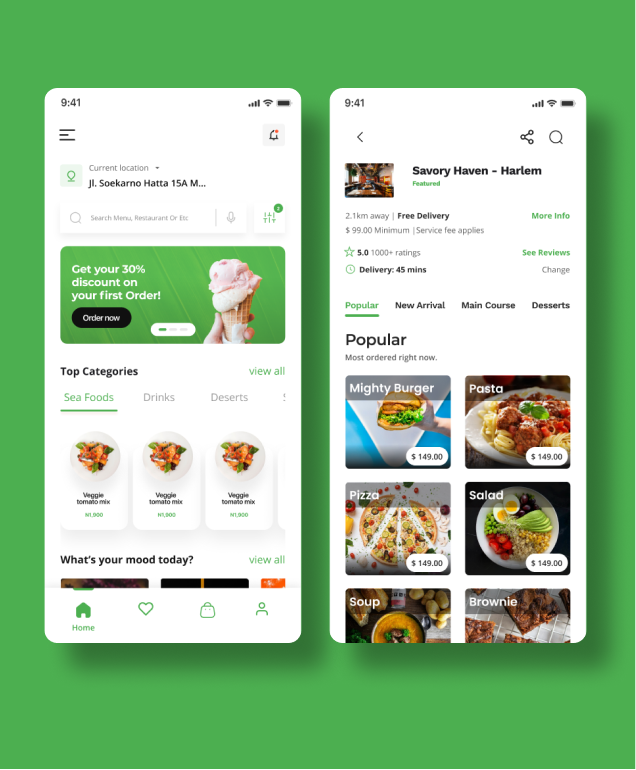 9:41
Current location
Jl. Soekarno Hatta 15A M...
Search Menu, Restaurant Or Etc
2
Get your 30%
discount on
your first Order!
Order now
Top Categories
view all
Sea Foods
Drinks
Deserts
Veggie
tomato mix
N1,900
Veggie
tomato mix
N1,900
Veggie
tomato mix
N1,900
What's your mood today?
view all
Home
9:41
Savory Haven - Harlem
Featured
2.1km away | Free Delivery
More Info
$ 99.00 Minimum |Service fee applies
5.0 1000+ ratings
See Reviews
Delivery: 45 mins
Change
Popular
New Arrival
Main Course
Desserts
Popular
Most ordered right now.
Mighty Burger
$ 149.00
Pasta
$ 149.00
Pizza
$ 149.00
Salad
$ 149.00
Soup
Brownie